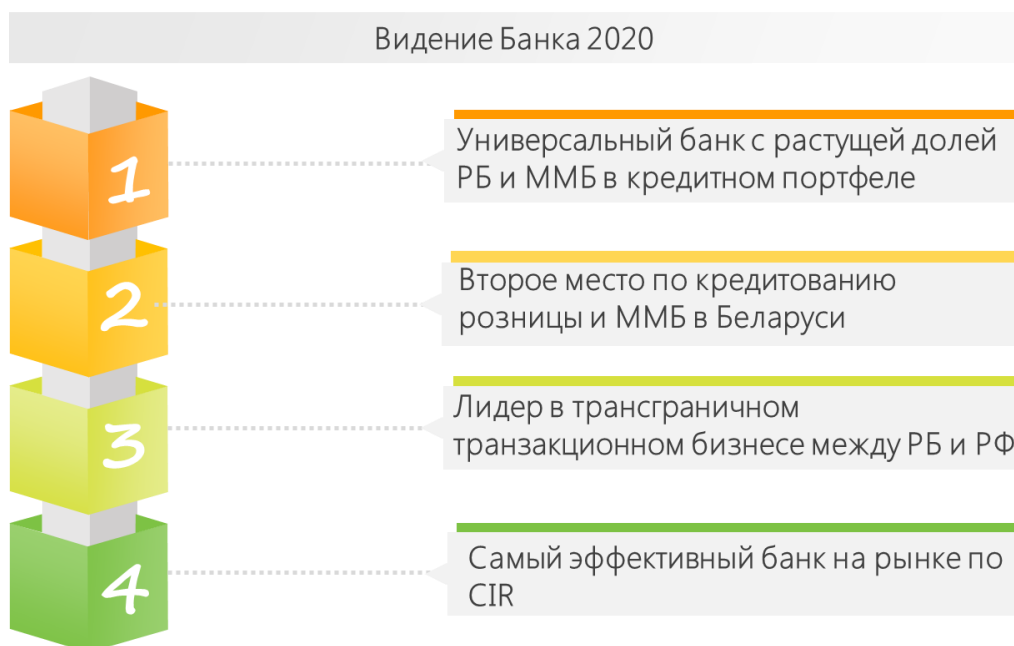 Видение Банка 2020
1
Универсальный банк с растущей долей
РБ и ММБ в кредитном портфеле
2
Второе место по кредитованию
розницы и ММБ в Беларуси
3
Лидер в трансграничном
транзакционном бизнесе между РБ и РФ
4
Самый эффективный банк на рынке по
CIR